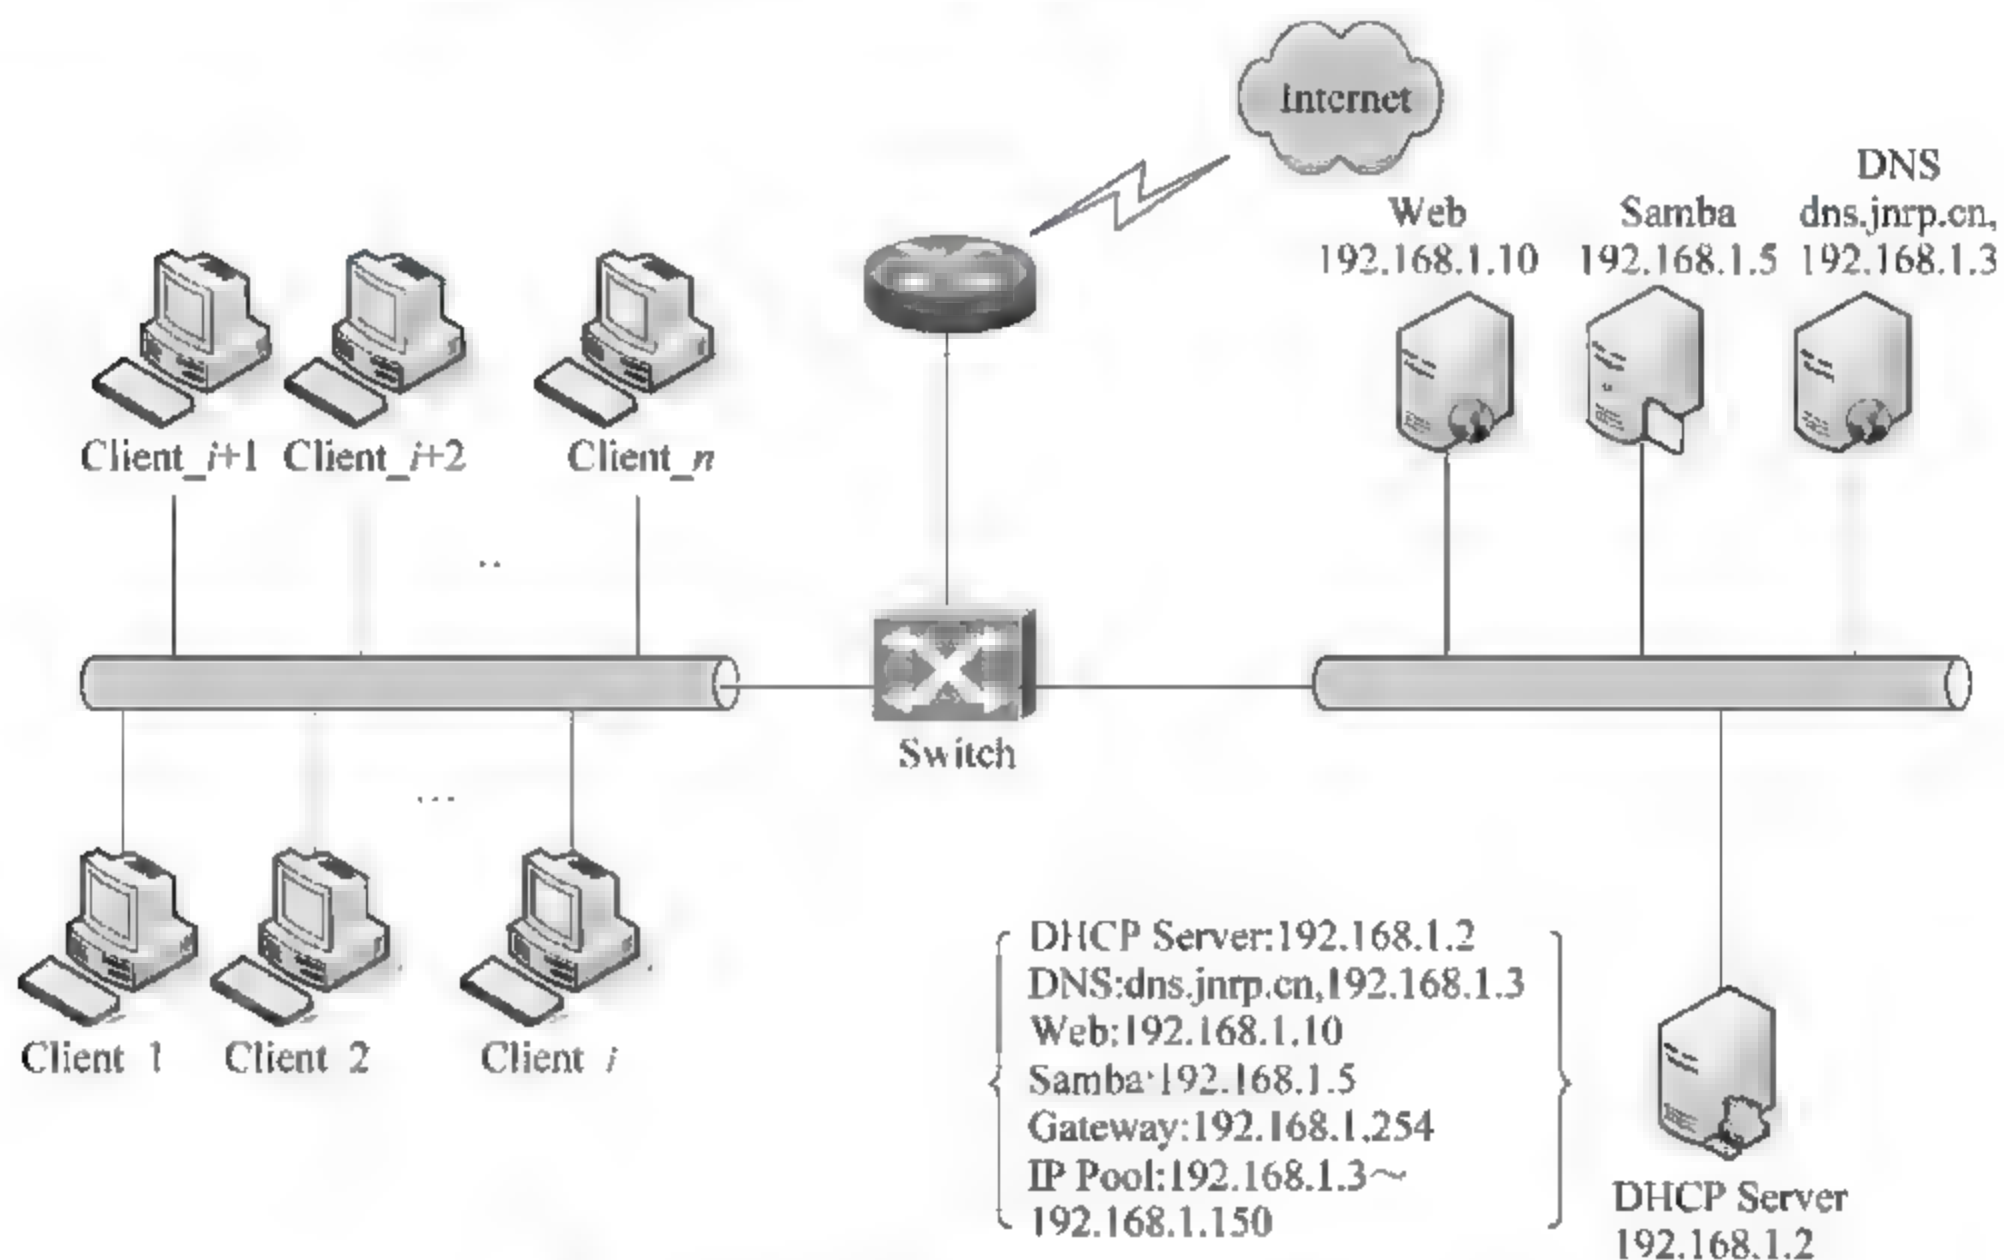 Internet
DNS
Web
Samba
dns.jnrp.cn,
192.168.1.10
192.168.1.5
192.168.1.3
Client_i+1
Client_i+2
Client_n
..
Switch
...
Client 1
Client 2
Client i
DHCP Server:192.168.1.2
DNS:dns.jnrp.cn,192.168.1.3
Web:192.168.1.10
Samba:192.168.1.5
Gateway:192.168.1.254
IP Pool:192.168.1.3~
192.168.1.150
DHCP Server
192.168.1.2